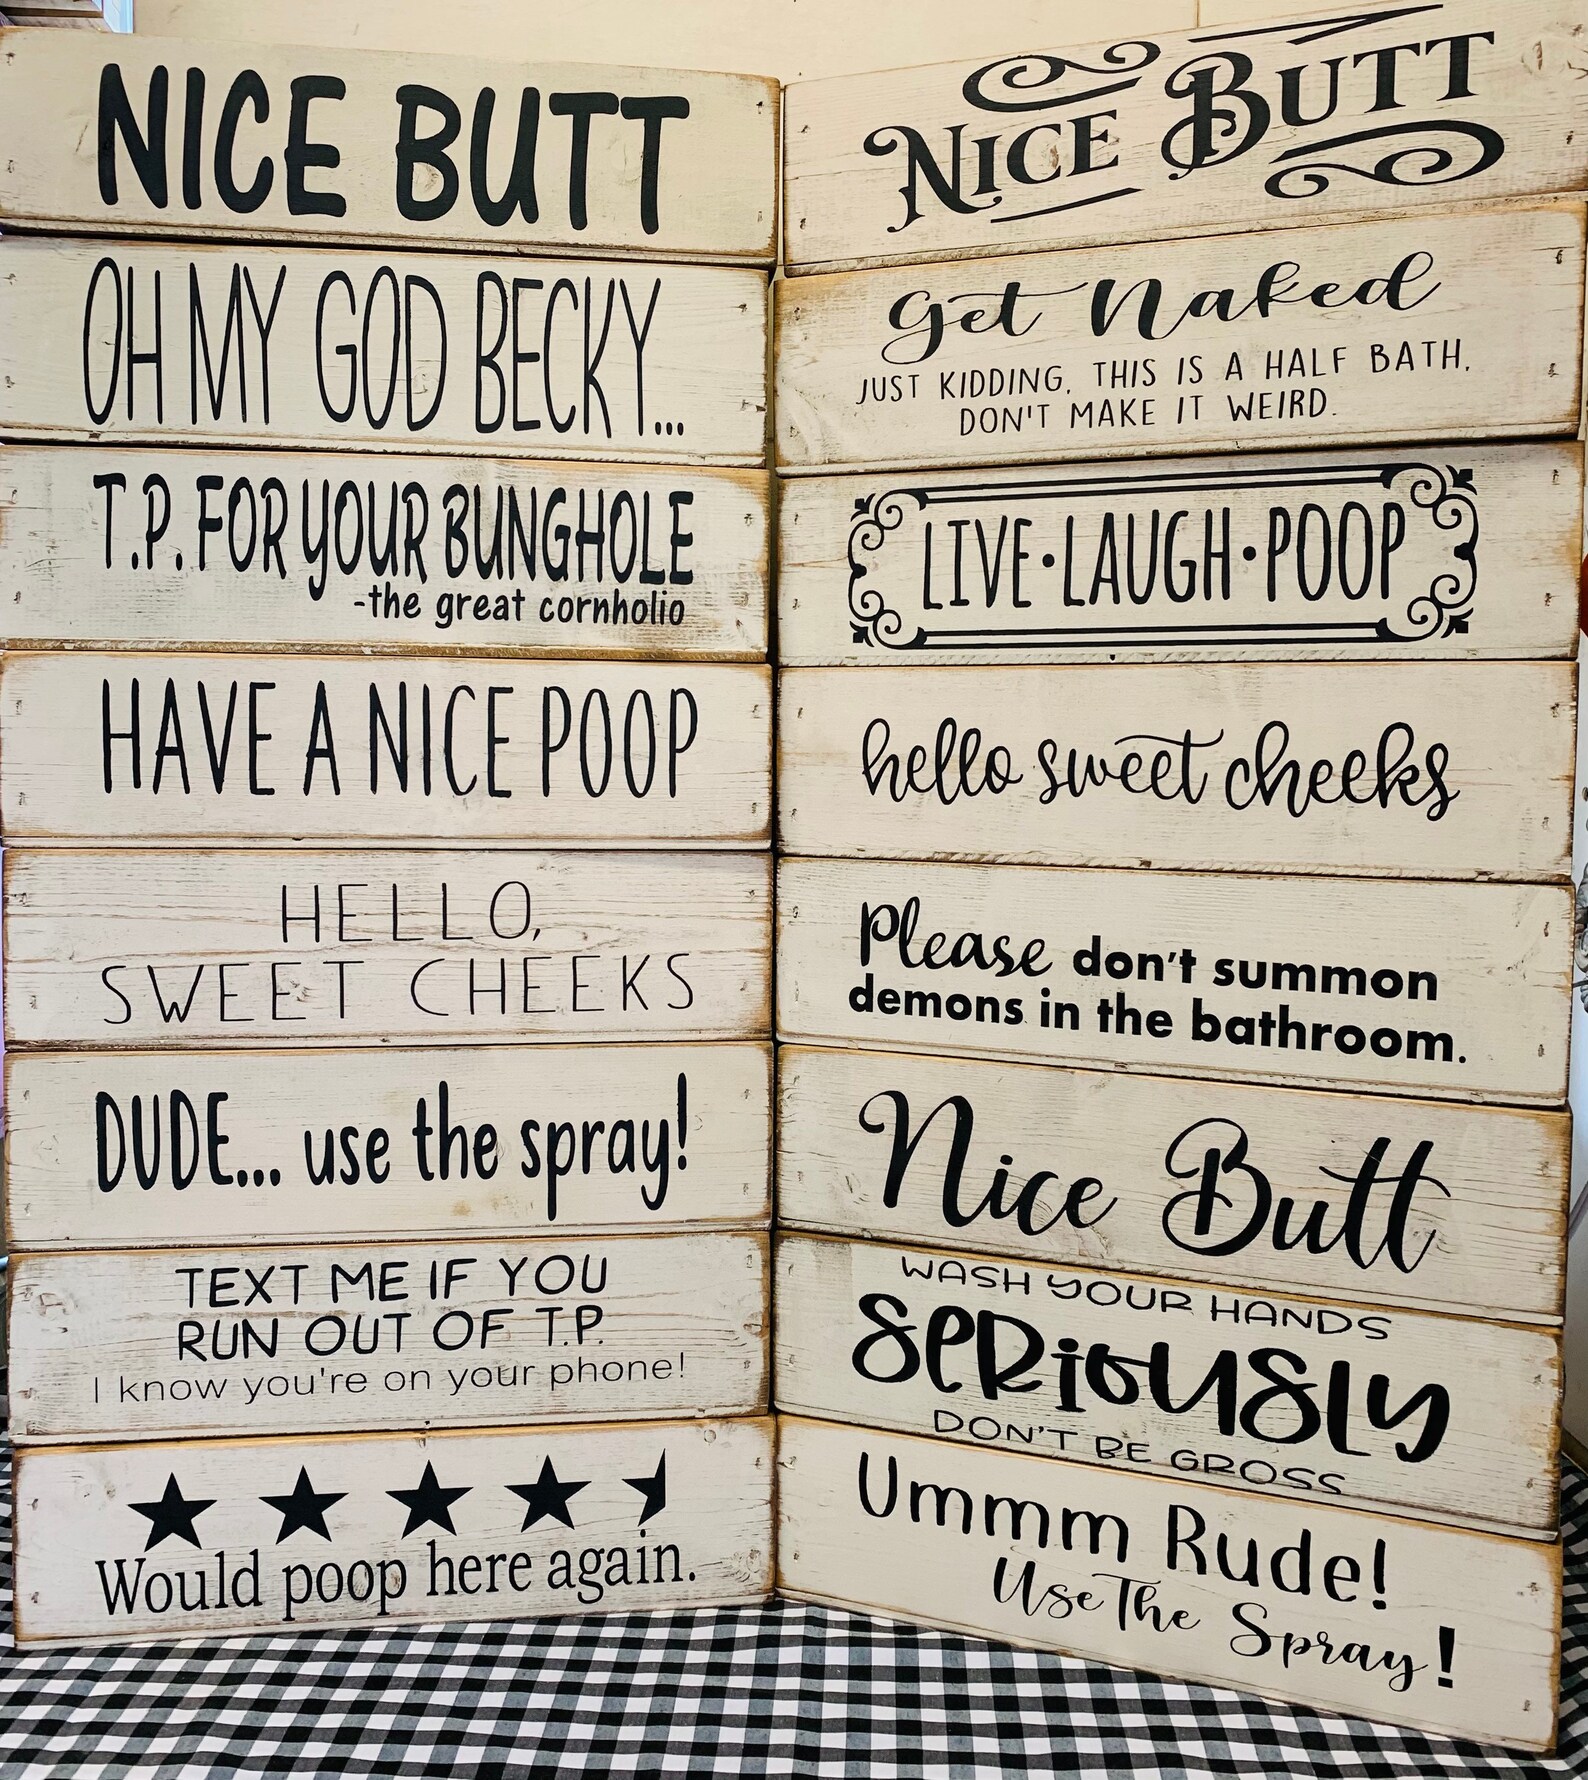 NICE BUTT
OH MY GOD BECKY...
T.P. FOR YOUR BUNGHOLE
-the great cornholio
HAVE A NICE POOP
HELLO,
SWEET CHEEKS
DUDE... use the spray!
TEXT ME IF YOU
RUN OUT OF T.P.
I know you're on your phone!
Would poop here again.
NICE BUTT
Get Naked
JUST KIDDING, THIS IS A HALF BATH,
DON'T MAKE IT WEIRD.
LIVE·LAUGH·POOP
hello sweet cheeks
Please don't summon
demons in the bathroom.
Nice Butt
WASH YOUR HANDS
SERIOUSLY
DON'T BE GROSS
Ummm Rude!
Use The Spray!